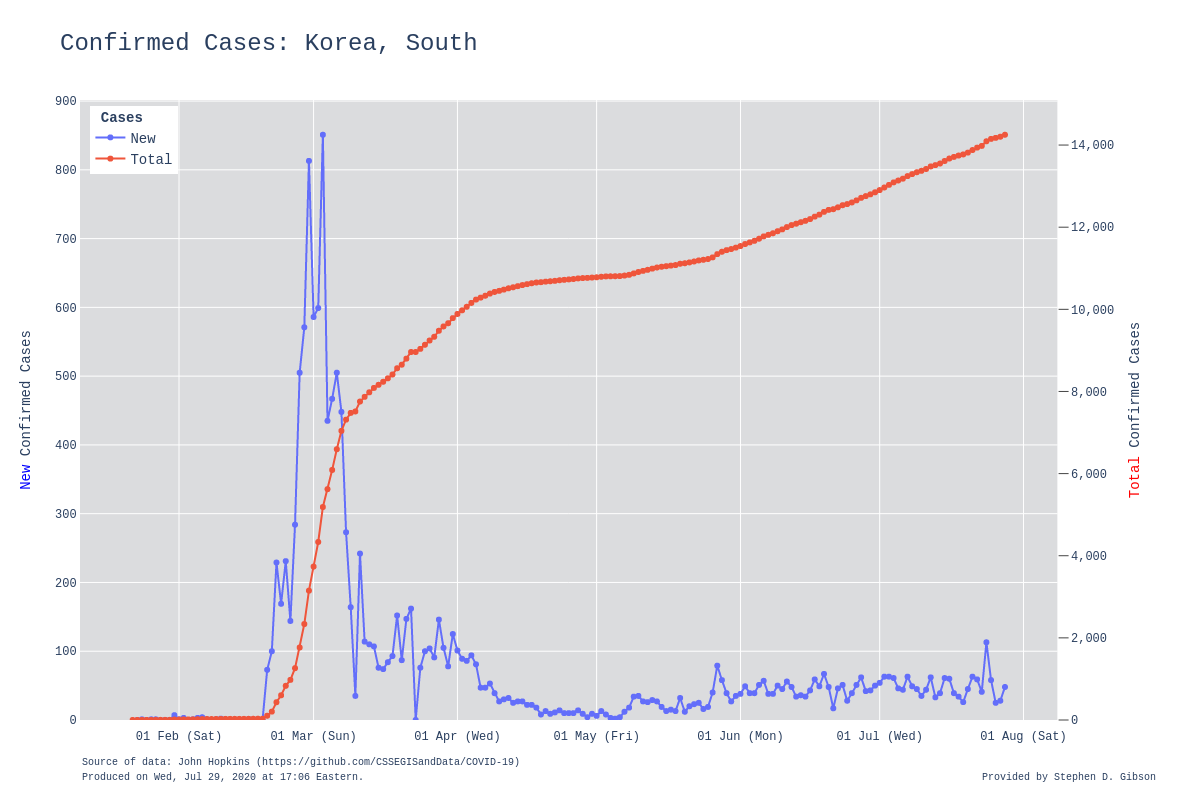 Confirmed Cases: Korea, South
Cases
New
Total
900
800
700
600
500
400
300
200
100
0
New Confirmed Cases
14,000
12,000
10,000
8,000
6,000
4,000
2,000
0
Total Confirmed Cases
01 Feb (Sat) 01 Mar (Sun) 01 Apr (Wed) 01 May (Fri) 01 Jun (Mon) 01 Jul (Wed) 01 Aug (Sat)
Source of data: John Hopkins (https://github.com/CSSEGISandData/COVID-19)
Produced on Wed, Jul 29, 2020 at 17:06 Eastern.
Provided by Stephen D. Gibson